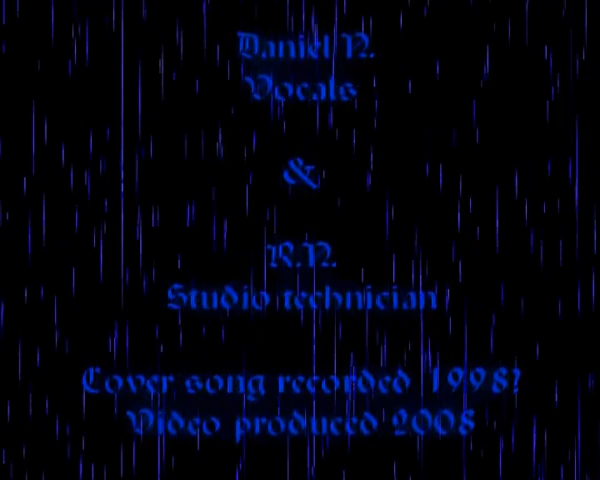 Daniel N.
Vocals
&
R.N.
Studio technician
Cover song recorded 1998?
Video produced 2008